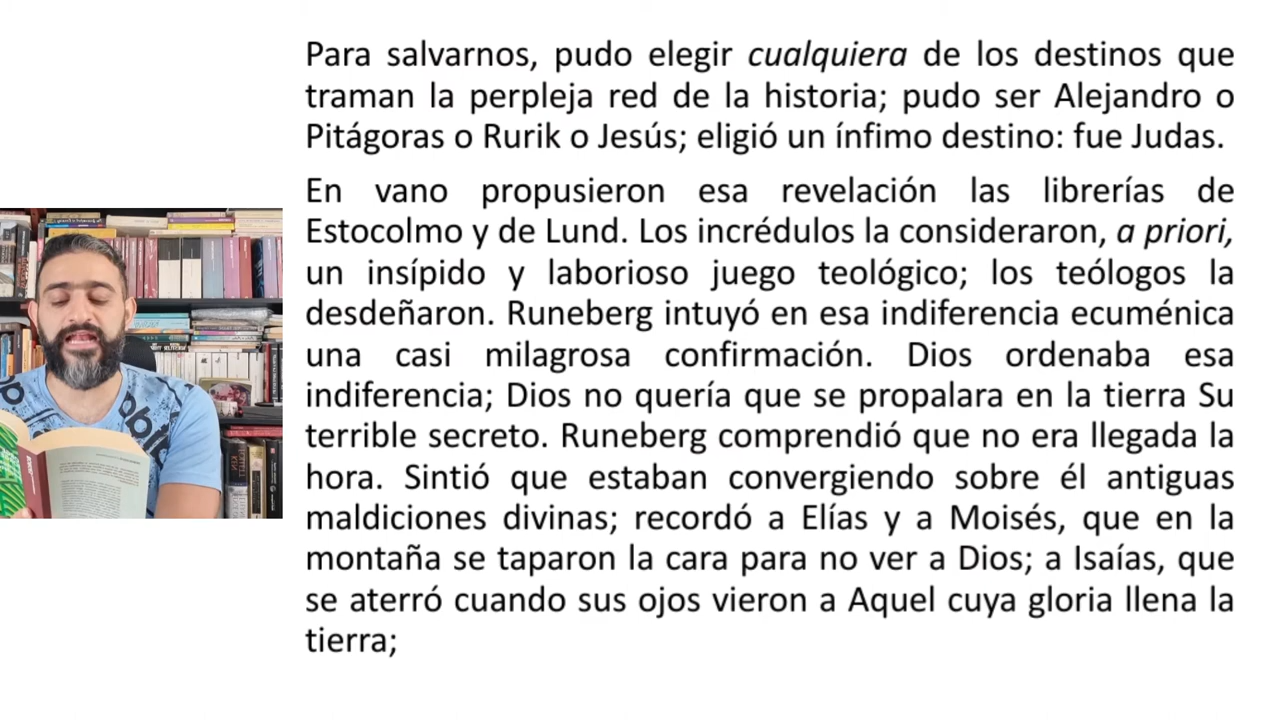 Para salvarnos, pudo elegir cualquiera de los destinos que
traman la perpleja red de la historia; pudo ser Alejandro o
Pitágoras o Rurik o Jesús; eligió un ínfimo destino: fue Judas.
En vano propusieron esa revelación las librerías de
Estocolmo y de Lund. Los incrédulos la consideraron, a priori,
un insípido y laborioso juego teológico; los teólogos la
desdeñaron. Runeberg intuyó en esa indiferencia ecuménica
una casi milagrosa confirmación. Dios ordenaba esa
indiferencia; Dios no quería que se propalara en la tierra Su
terrible secreto. Runeberg comprendió que no era llegada la
hora. Sintió que estaban convergiendo sobre él antiguas
maldiciones divinas; recordó a Elías y a Moisés, que en la
montaña se taparon la cara para no ver a Dios; a Isaías, que
se aterró cuando sus ojos vieron a Aquel cuya gloria llena la
tierra;